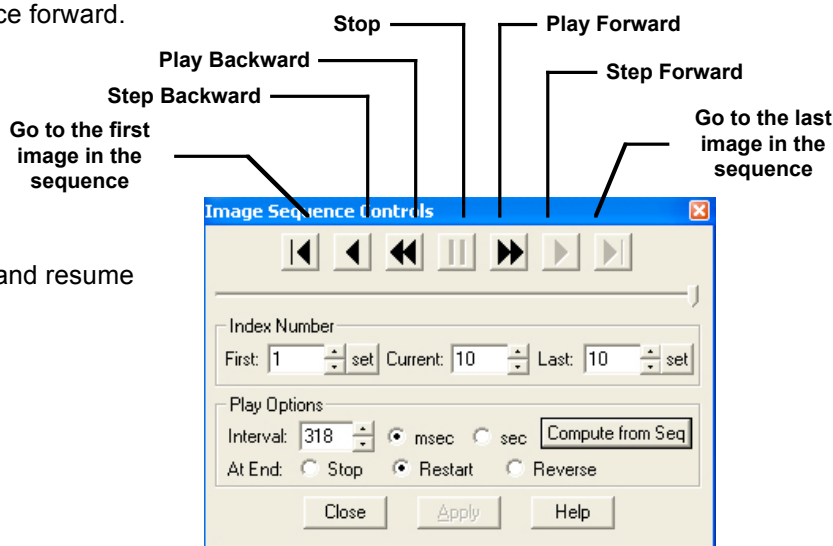 ce forward.
Stop
Play Forward
Play Backward
Step Forward
Step Backward
Go to the first
image in the
sequence
Go to the last
image in the
sequence
Image Sequence Controls
and resume
Index Number
First: 1 set Current: 10 Last: 10 set
Play Options
Interval: 318 msec sec Compute from Seq
At End: Stop Restart Reverse
Close Apply Help